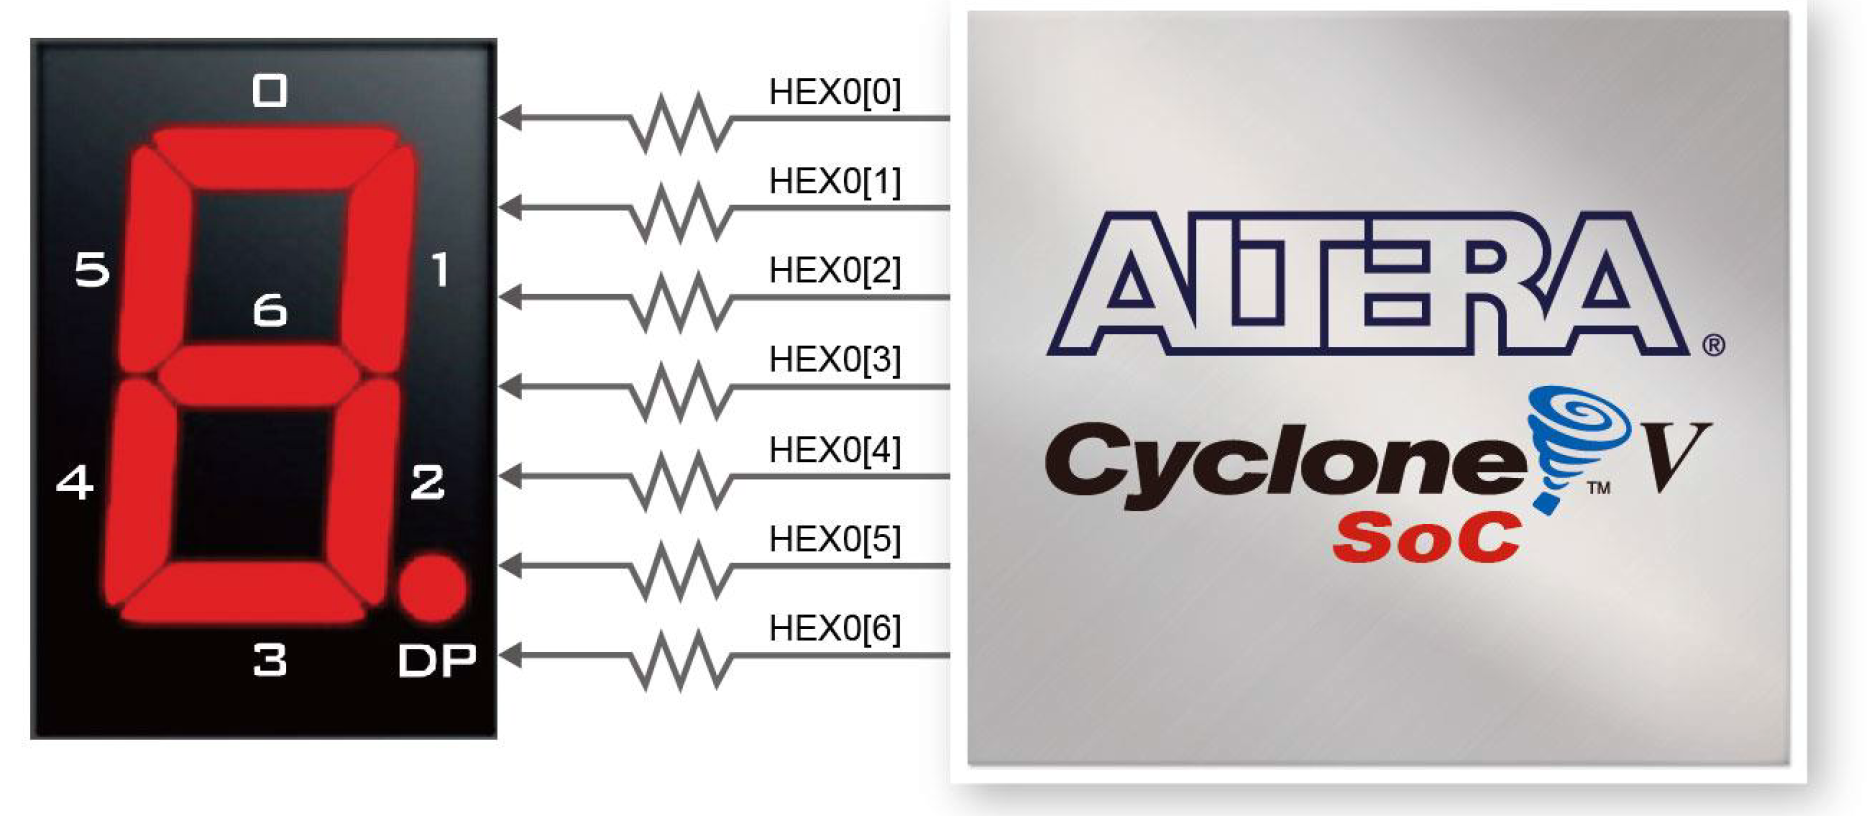 0
5
1
6
4
2
3
DP
HEX0[0]
HEX0[1]
HEX0[2]
HEX0[3]
HEX0[4]
HEX0[5]
HEX0[6]
ALTERA®
Cyclone™ V
SoC